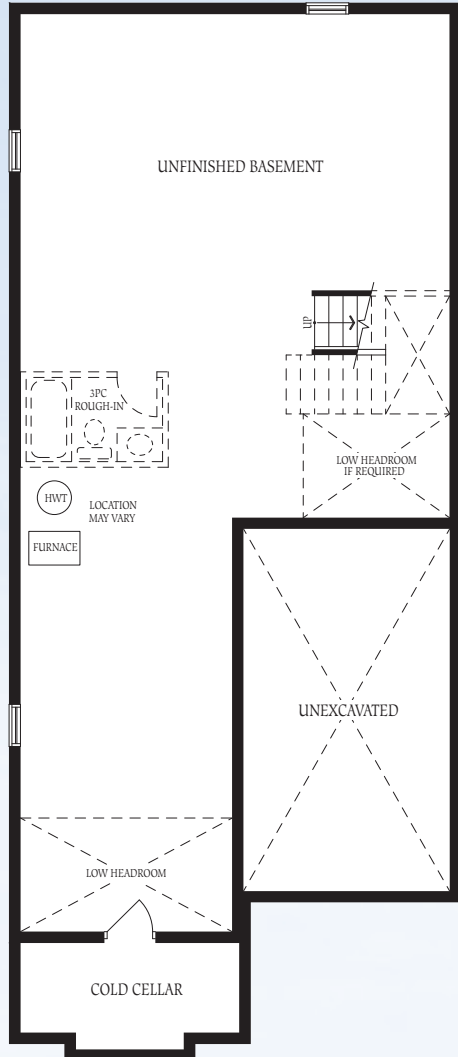 UNFINISHED BASEMENT
UP
3PC
ROUGH-IN
LOW HEADROOM
IF REQUIRED
HWT
LOCATION
MAY VARY
FURNACE
UNEXCAVATED
LOW HEADROOM
COLD CELLAR